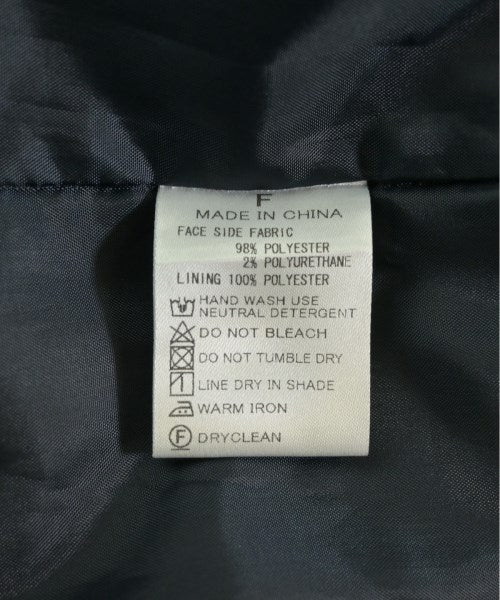 F
MADE IN CHINA
FACE SIDE FABRIC
98% POLYESTER
2% POLYURETHANE
LINING 100% POLYESTER
HAND WASH USE
NEUTRAL DETERGENT
DO NOT BLEACH
DO NOT TUMBLE DRY
LINE DRY IN SHADE
WARM IRON
F DRYCLEAN